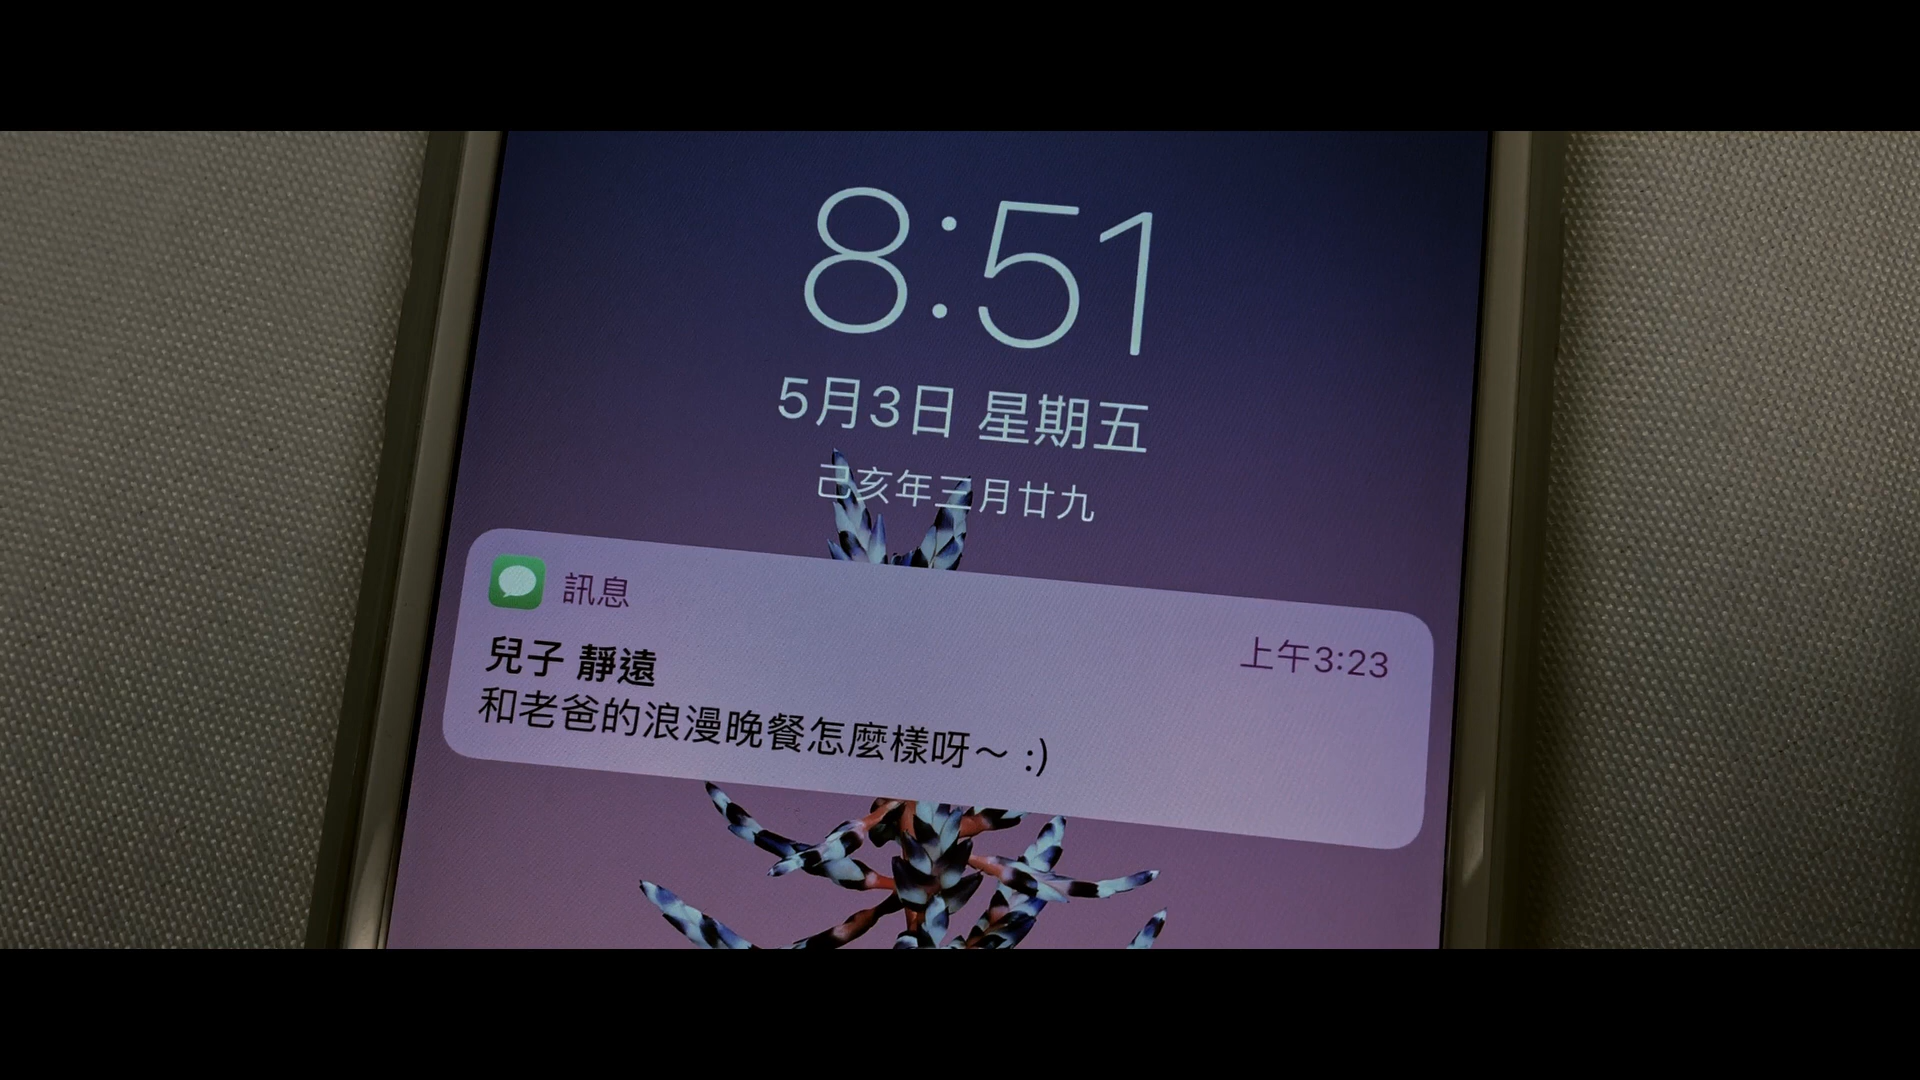 8:51
5月3日 星期五
己亥年三月廿九
訊息
上午3:23
兒子 靜遠
和老爸的浪漫晚餐怎麼樣呀～ :)